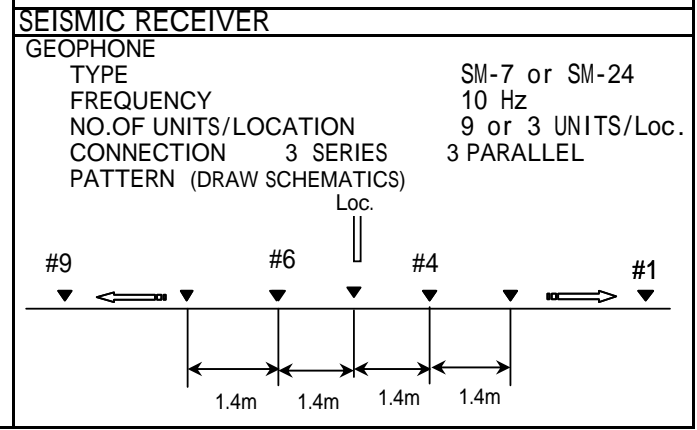 SEISMIC RECEIVER
GEOPHONE
TYPE SM-7 or SM-24
FREQUENCY 10 Hz
NO.OF UNITS/LOCATION 9 or 3 UNITS/Loc.
CONNECTION 3 SERIES 3 PARALLEL
PATTERN (DRAW SCHEMATICS)
Loc.
#9 #6 #4 #1
1.4m 1.4m 1.4m 1.4m